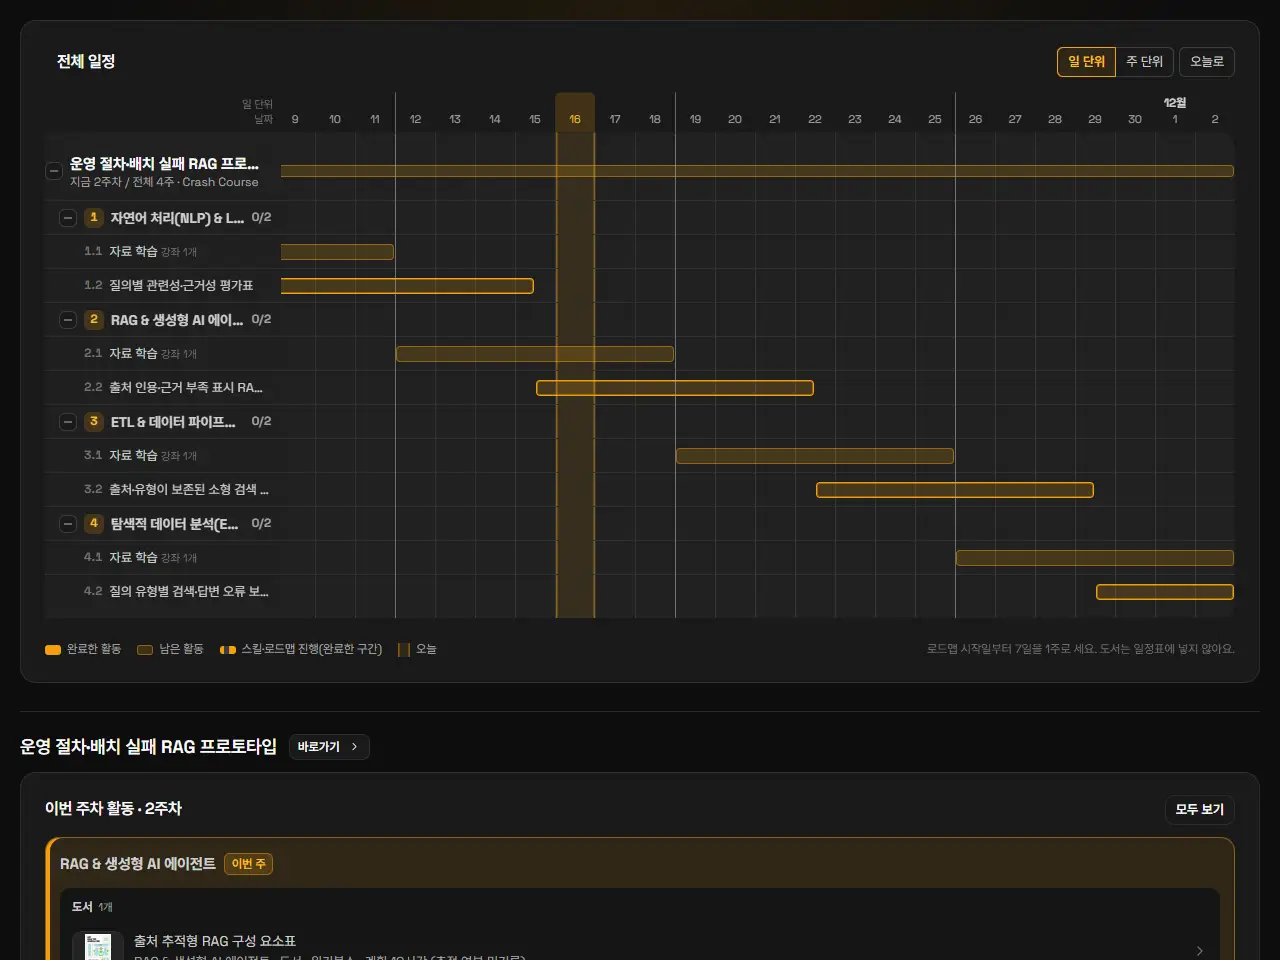 전체 일정
일 단위
주 단위
오늘로
일 단위
12월
날짜 9 10 11 12 13 14 15 16 17 18 19 20 21 22 23 24 25 26 27 28 29 30 1 2
운영 절차·배치 실패 RAG 프로...
지금 2주차 / 전체 4주 · Crash Course
1 자연어 처리(NLP) & L... 0/2
1.1 자료 학습 강좌 1개
1.2 질의별 관련성·근거성 평가표
2 RAG & 생성형 AI 에이... 0/2
2.1 자료 학습 강좌 1개
2.2 출처 인용·근거 부족 표시 RA...
3 ETL & 데이터 파이프... 0/2
3.1 자료 학습 강좌 1개
3.2 출처·유형이 보존된 소형 검색 ...
4 탐색적 데이터 분석(E... 0/2
4.1 자료 학습 강좌 1개
4.2 질의 유형별 검색·답변 오류 보...
완료한 활동 남은 활동 스킬·로드맵 진행(완료한 구간) 오늘
로드맵 시작일부터 7일을 1주로 세요. 도서는 일정표에 넣지 않아요.
운영 절차·배치 실패 RAG 프로토타입
바로가기
이번 주차 활동 · 2주차
모두 보기
RAG & 생성형 AI 에이전트 이번 주
도서 1개
출처 추적형 RAG 구성 요소표